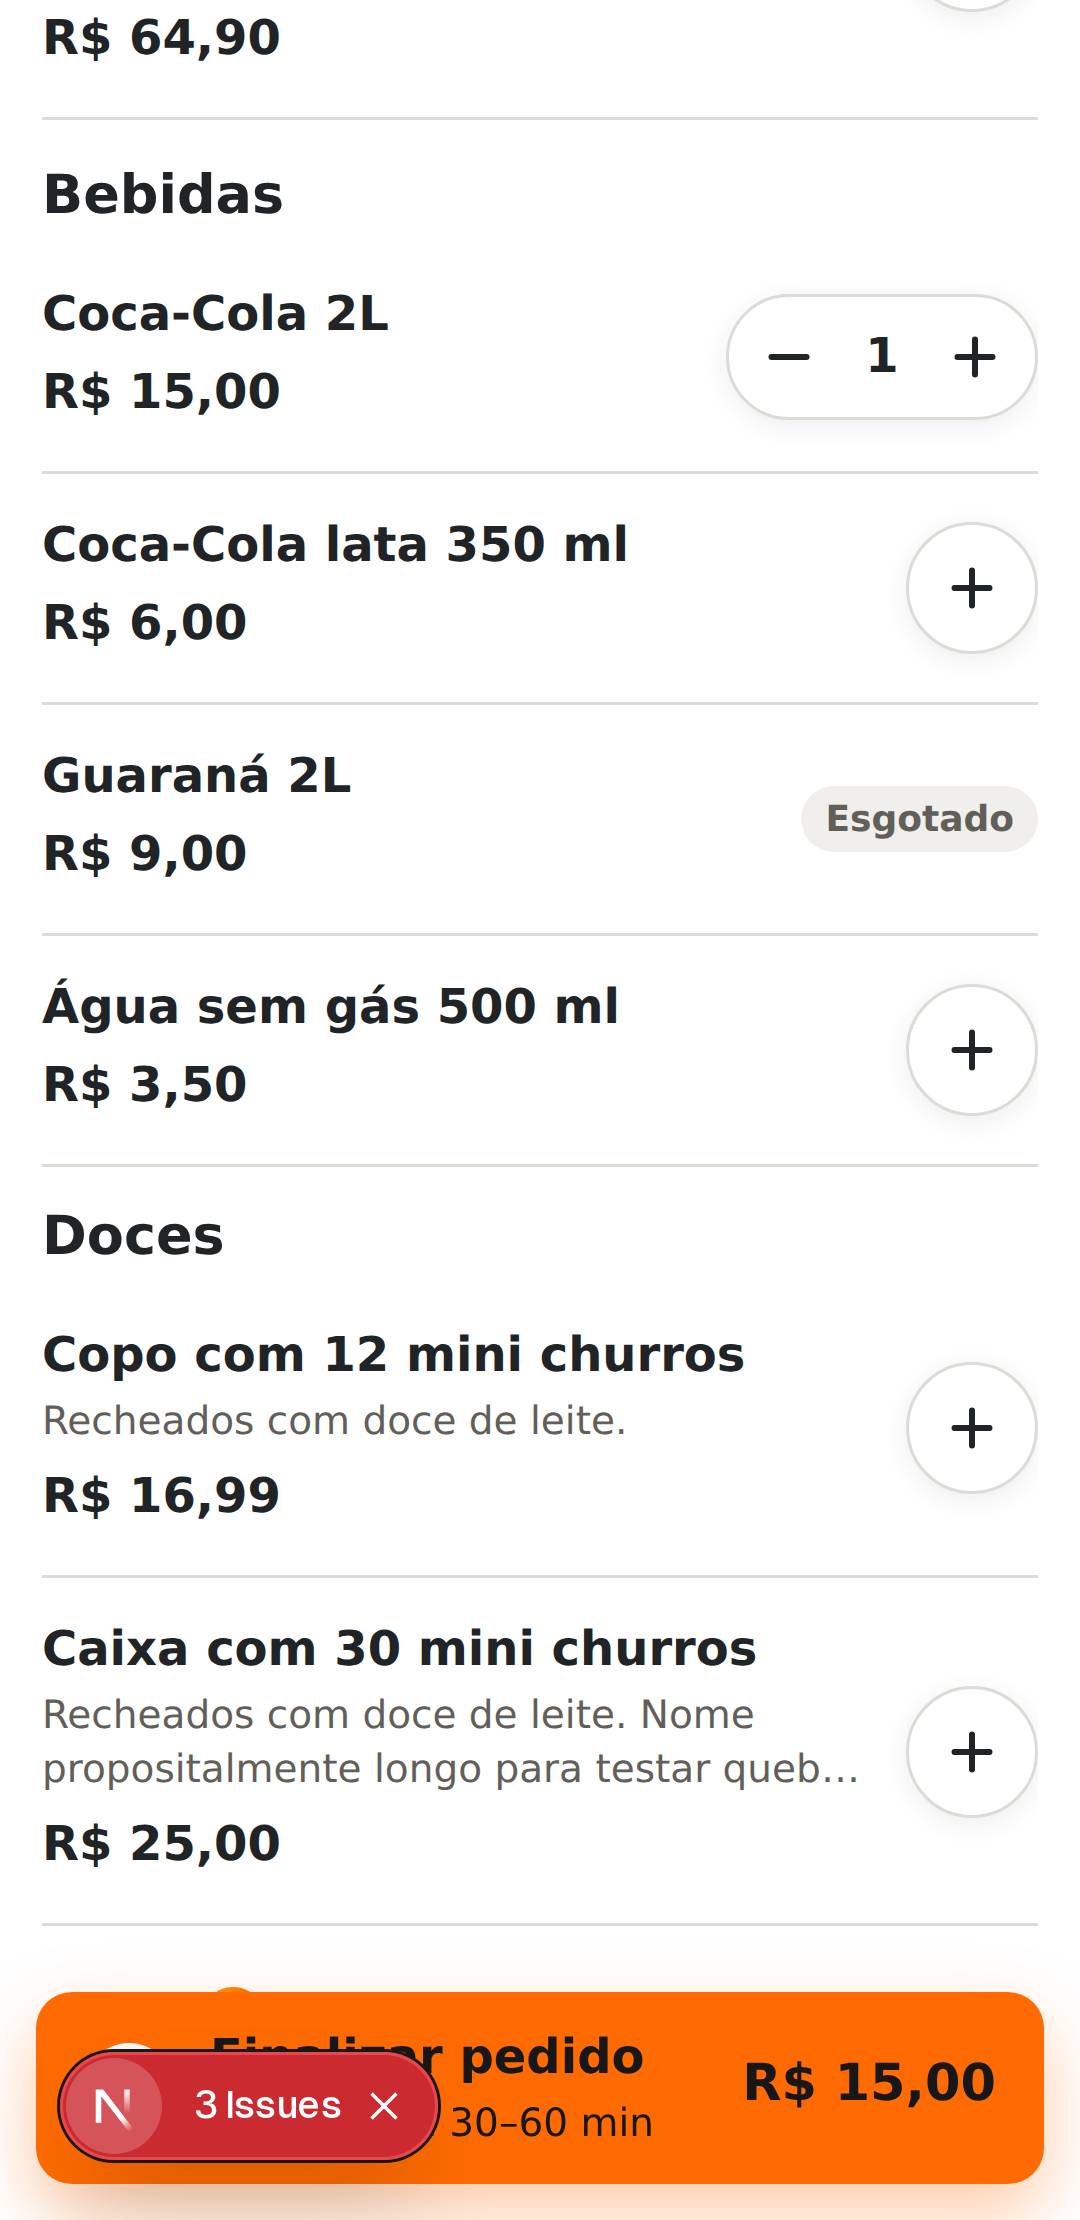 R$ 64,90
Bebidas
Coca-Cola 2L
R$ 15,00
1
Coca-Cola lata 350 ml
R$ 6,00
Guaraná 2L
R$ 9,00
Esgotado
Água sem gás 500 ml
R$ 3,50
Doces
Copo com 12 mini churros
Recheados com doce de leite.
R$ 16,99
Caixa com 30 mini churros
Recheados com doce de leite. Nome
propositalmente longo para testar queb…
R$ 25,00
Finalizar pedido
30–60 min
R$ 15,00
N
3 Issues